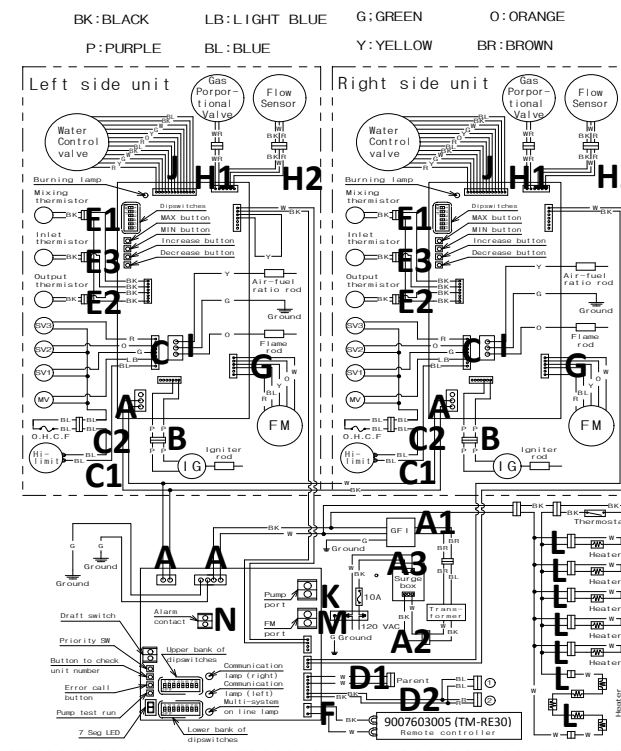 BK:BLACK LB:LIGHT BLUE G;GREEN O:ORANGE
P:PURPLE BL:BLUE Y:YELLOW BR:BROWN
Left side unit
Gas Porpor-
tional
Valve
Flow
Sensor
Water
Control
valve
Burning lamp
Mixing
thermistor
Inlet
thermistor
Output
thermistor
Dipswitches
MAX button
MIN button
Increase button
Decrease button
J
H1
H2
E1
E3
E2
Air-fuel
ratio rod
Ground
Flame
rod
SV3
SV2
SV1
MV
O.H.C.F
Hi-
limit
C
I
G
A
B
C2
C1
FM
IG
Igniter
rod
Right side unit
Gas
Porpor-
tional
Valve
Flow
Sensor
Water
Control
valve
Burning lamp
Mixing
thermistor
Inlet
thermistor
Output
thermistor
Dipswitches
MAX button
MIN button
Increase button
Decrease button
J
H1
H
E1
E3
E2
Air-fuel
ratio rod
Ground
Flame
rod
SV3
SV2
SV1
MV
O.H.C.F
Hi-
limit
C
I
G
A
B
C2
C1
FM
IG
Igniter
rod
Ground
Ground
A
A
Ground
GFI
A1
A3
Surge
box
10A
120 VAC
Ground
Trans-
former
A2
Thermosta
L
Heater
L
Heater
L
Heater
L
Heater
L
Heater
L
L
Heater
Draft switch
Priority SW
Button to check
unit number
Error call
button
Pump test run
7 Seg LED
Alarm
contact
N
Upper bank of
dipswitches
Lower bank of
dipswitches
Pump
port
K
FM
port
M
Communication
lamp (right)
Communication
lamp (left)
Multi-system
on line lamp
D1
Parent
D2
1
2
F
9007603005 (TM-RE30)
Remote controller